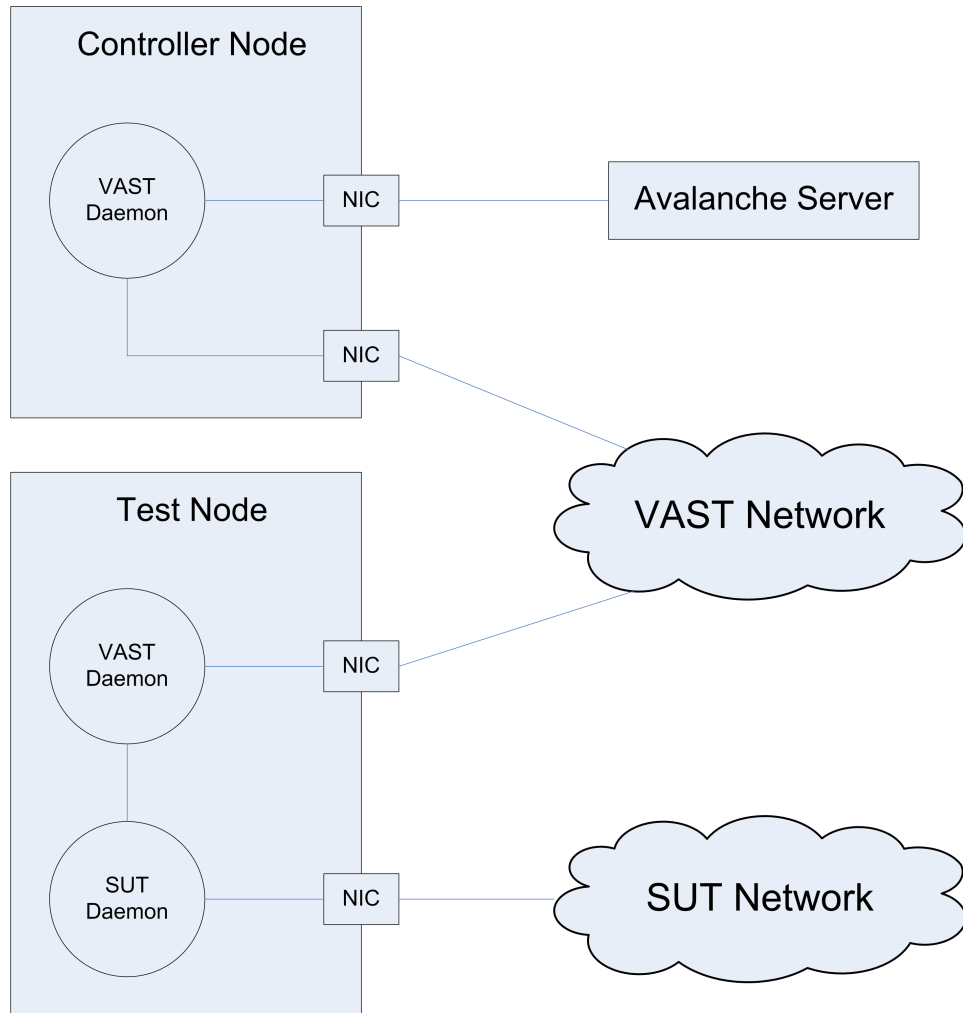 Controller Node
VAST
Daemon
NIC
Avalanche Server
NIC
VAST Network
Test Node
VAST
Daemon
NIC
SUT
Daemon
NIC
SUT Network